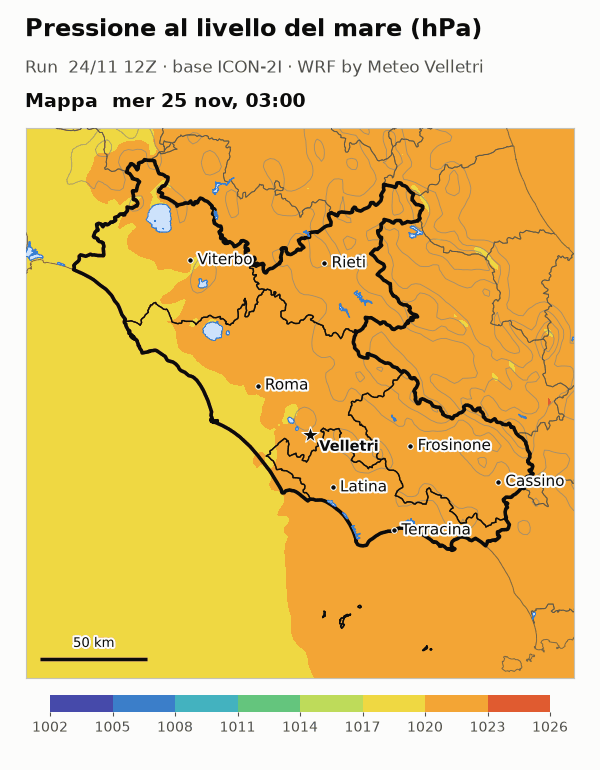 Pressione al livello del mare (hPa)
Run  24/11 12Z · base ICON-2I · WRF by Meteo Velletri
Mappa  mer 25 nov, 03:00
Viterbo
Rieti
Roma
Velletri
Frosinone
Cassino
Latina
Terracina
50 km
1002 1005 1008 1011 1014 1017 1020 1023 1026